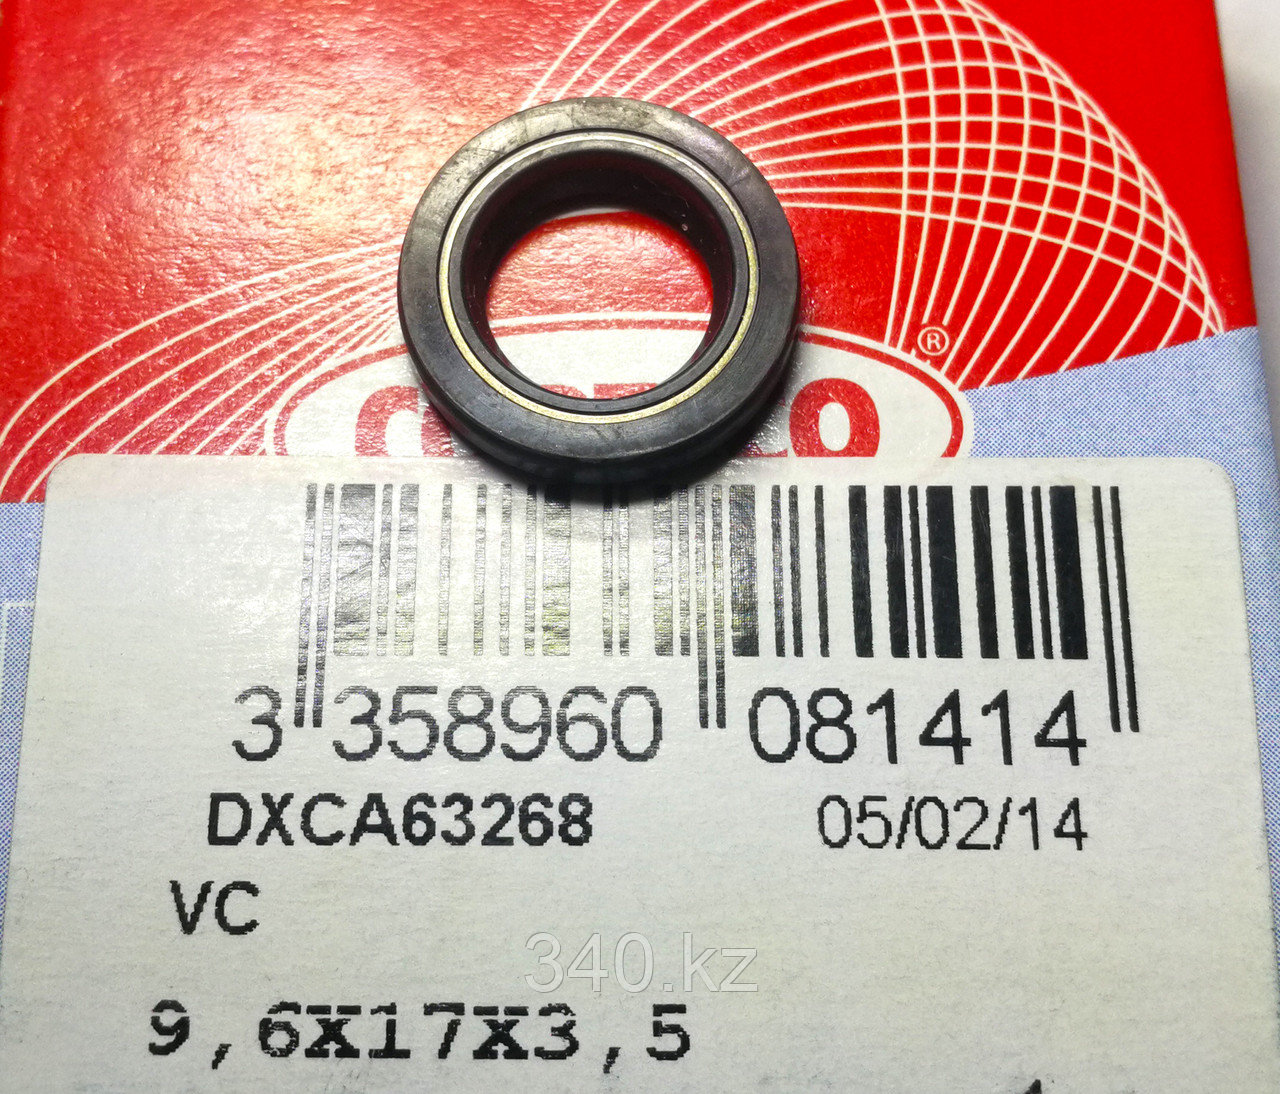 ®
3 358960 081414
DXCA63268 05/02/14
VC
340.kz
9,6X17X3,5